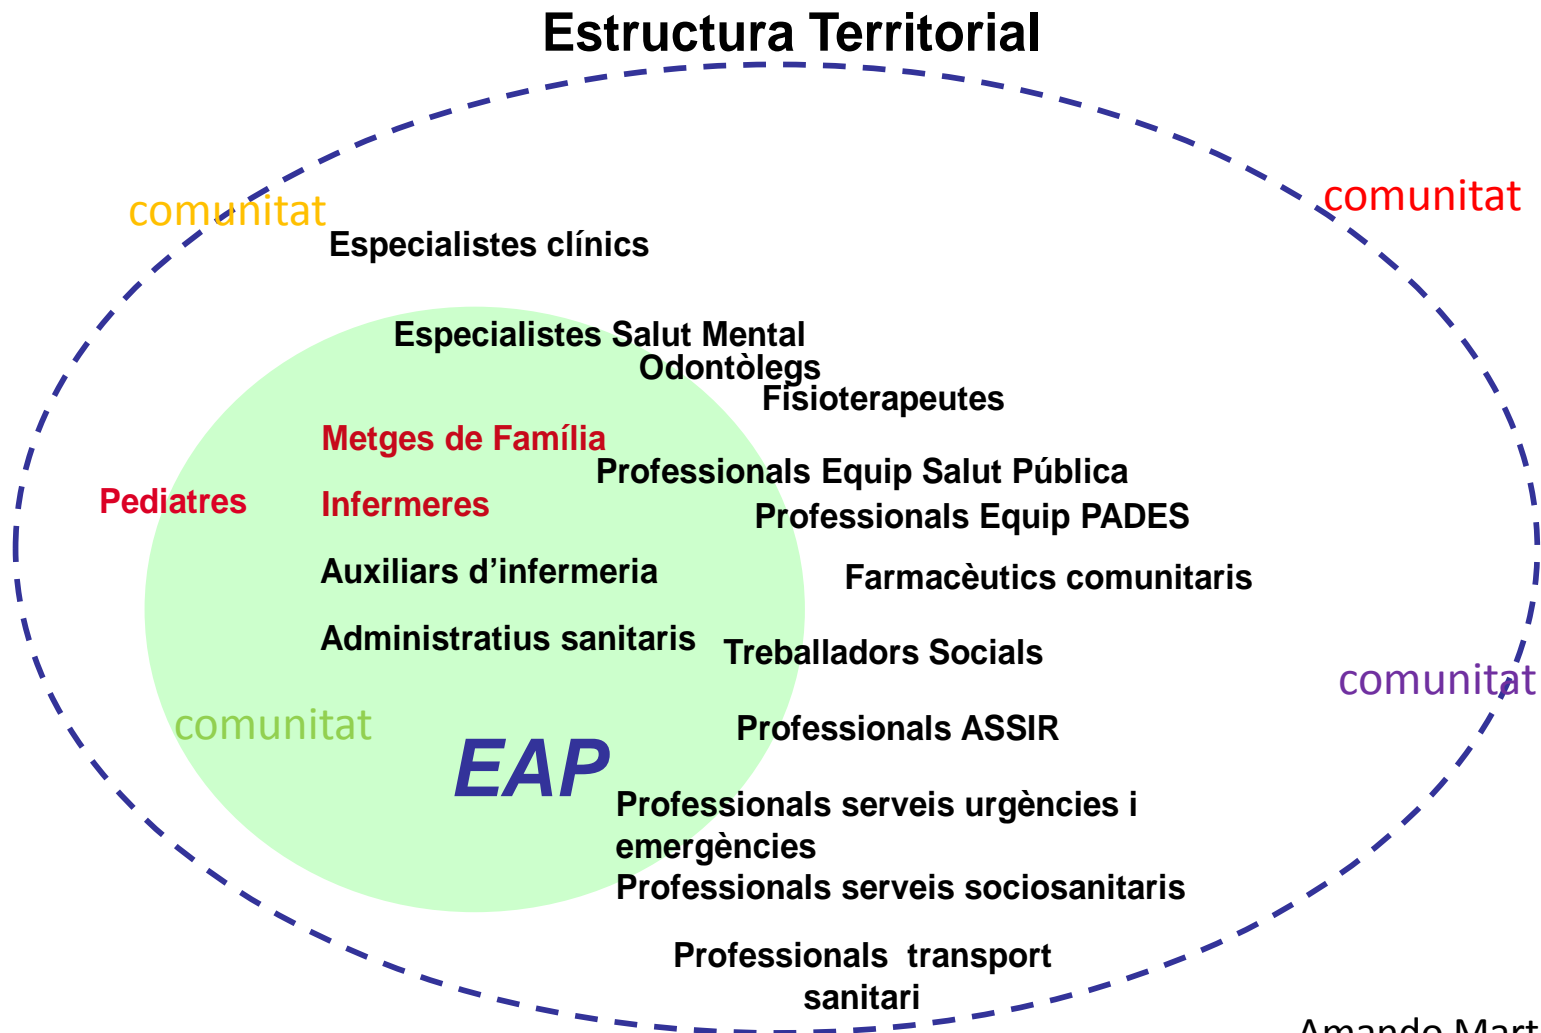 Estructura Territorial
comunitat
comunitat
Especialistes clínics
Especialistes Salut Mental
Odontòlegs
Fisioterapeutes
Metges de Família
Professionals Equip Salut Pública
Pediatres
Infermeres
Professionals Equip PADES
Auxiliars d’infermeria
Farmacèutics comunitaris
Administratius sanitaris
Treballadors Socials
comunitat
comunitat
Professionals ASSIR
EAP
Professionals serveis urgències i
emergències
Professionals serveis sociosanitaris
Professionals transport
sanitari
Amando Mart